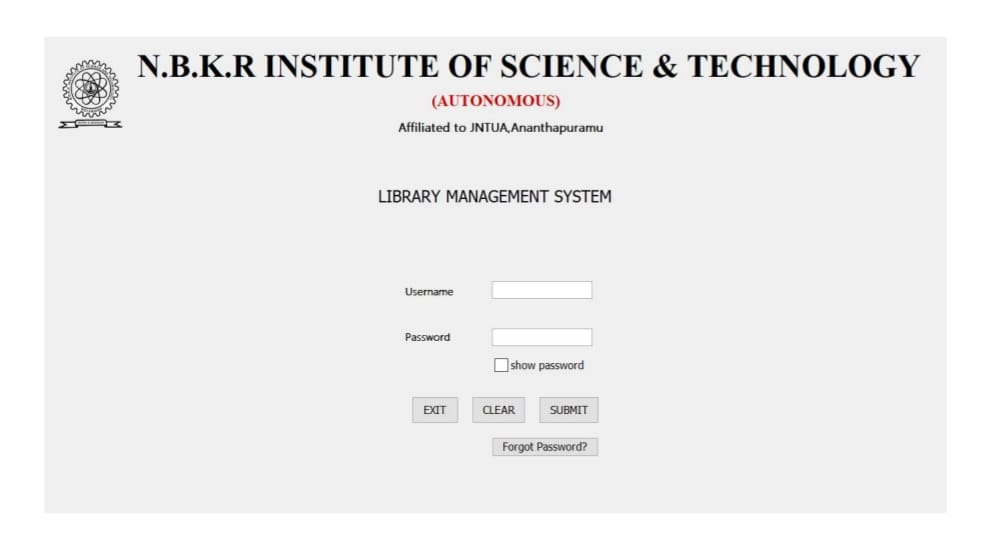 N.B.K.R INSTITUTE OF SCIENCE & TECHNOLOGY
(AUTONOMOUS)
Affiliated to JNTUA,Ananthapuramu
LIBRARY MANAGEMENT SYSTEM
Username
Password
show password
EXIT CLEAR SUBMIT
Forgot Password?